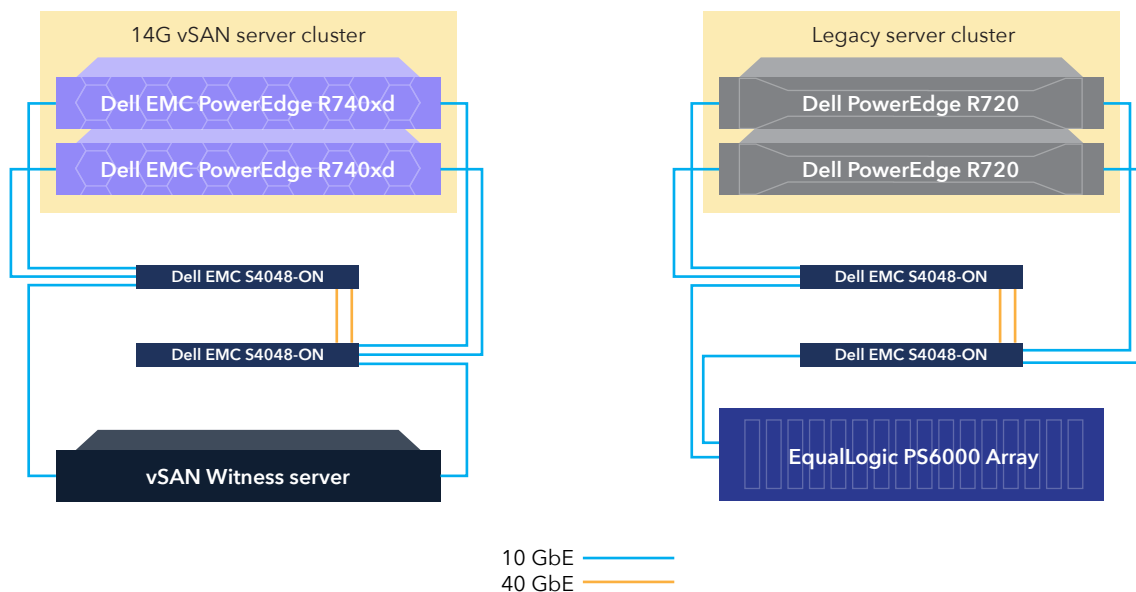 14G vSAN server cluster
Dell EMC PowerEdge R740xd
Dell EMC PowerEdge R740xd
Dell EMC S4048-ON
Dell EMC S4048-ON
vSAN Witness server
Legacy server cluster
Dell PowerEdge R720
Dell PowerEdge R720
Dell EMC S4048-ON
Dell EMC S4048-ON
EqualLogic PS6000 Array
10 GbE
40 GbE